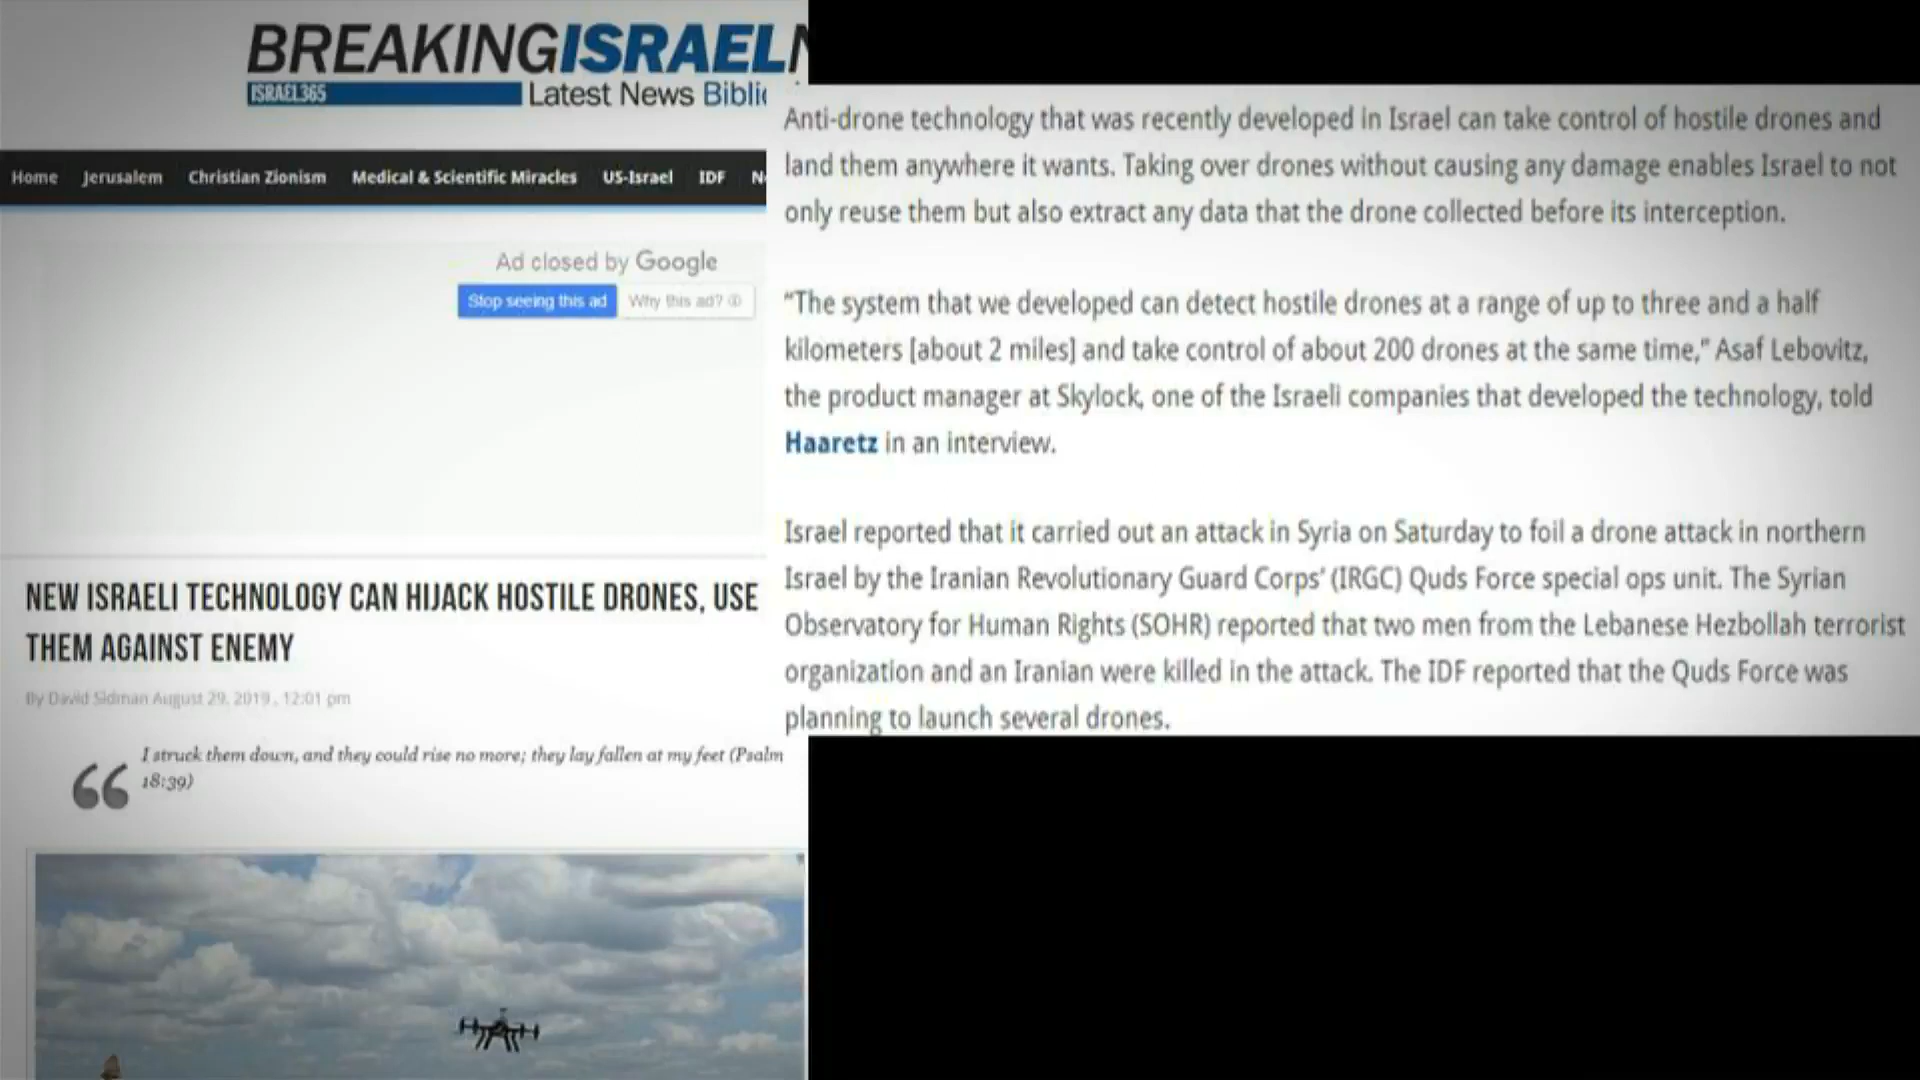 BREAKINGISRAEL
ISRAEL365
Latest News
Home Jerusalem Christian Zionism Medical & Scientific Miracles US-Israel IDF
Ad closed by Google
Stop seeing this ad Why this ad?
NEW ISRAELI TECHNOLOGY CAN HIJACK HOSTILE DRONES, USE
THEM AGAINST ENEMY
By David Sidman August 29, 2019 , 12:01 pm
I struck them down, and they could rise no more; they lay fallen at my feet (Psalm
18:39)
Anti-drone technology that was recently developed in Israel can take control of hostile drones and
land them anywhere it wants. Taking over drones without causing any damage enables Israel to not
only reuse them but also extract any data that the drone collected before its interception.
“The system that we developed can detect hostile drones at a range of up to three and a half
kilometers [about 2 miles] and take control of about 200 drones at the same time,” Asaf Lebovitz,
the product manager at Skylock, one of the Israeli companies that developed the technology, told
Haaretz in an interview.
Israel reported that it carried out an attack in Syria on Saturday to foil a drone attack in northern
Israel by the Iranian Revolutionary Guard Corps’ (IRGC) Quds Force special ops unit. The Syrian
Observatory for Human Rights (SOHR) reported that two men from the Lebanese Hezbollah terrorist
organization and an Iranian were killed in the attack. The IDF reported that the Quds Force was
planning to launch several drones.